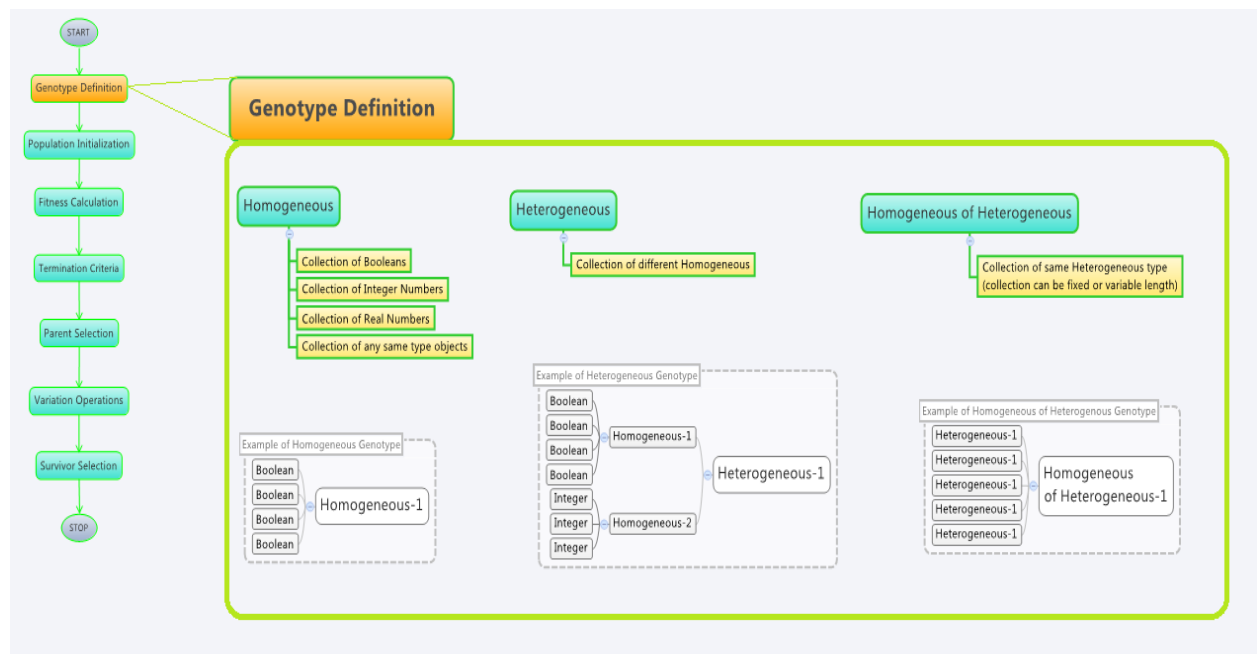 START
Genotype Definition
Population Initialization
Fitness Calculation
Termination Criteria
Parent Selection
Variation Operations
Survivor Selection
STOP
Genotype Definition
Homogeneous
Collection of Booleans
Collection of Integer Numbers
Collection of Real Numbers
Collection of any same type objects
Heterogeneous
Collection of different Homogeneous
Homogeneous of Heterogeneous
Collection of same Heterogeneous type
(collection can be fixed or variable length)
Example of Homogeneous Genotype
Boolean
Boolean
Boolean
Boolean
Homogeneous-1
Example of Heterogeneous Genotype
Boolean
Boolean
Boolean
Boolean
Homogeneous-1
Integer
Integer
Integer
Homogeneous-2
Heterogeneous-1
Example of Homogeneous of Heterogenous Genotype
Heterogeneous-1
Heterogeneous-1
Heterogeneous-1
Heterogeneous-1
Heterogeneous-1
Homogeneous
of Heterogeneous-1